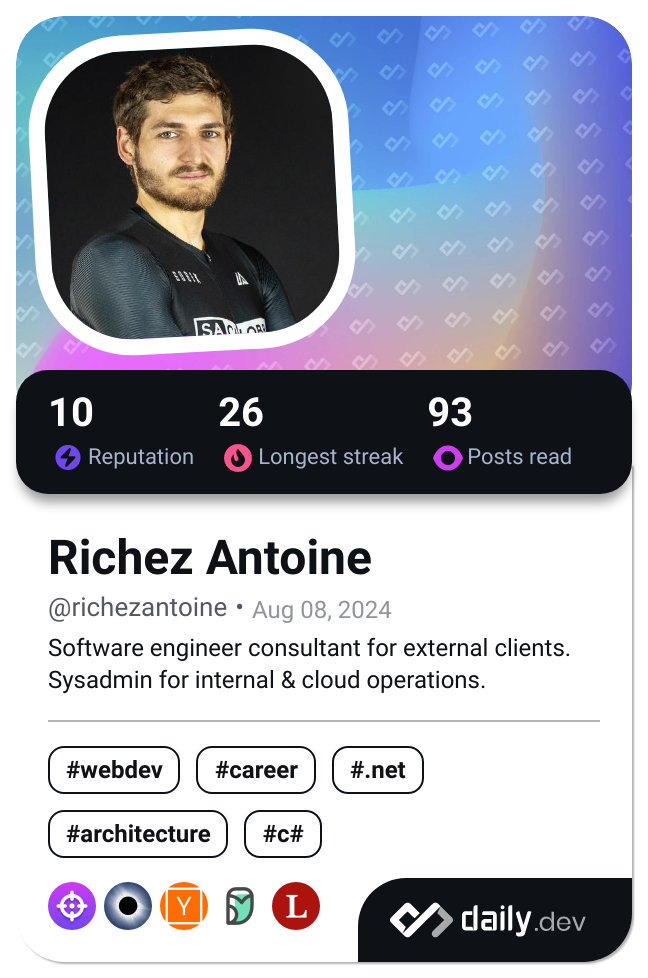 10 26 93
Reputation Longest streak Posts read
Richez Antoine
@richezantoine • Aug 08, 2024
Software engineer consultant for external clients.
Sysadmin for internal & cloud operations.
#webdev #career #.net
#architecture #c#
Y L
daily.dev